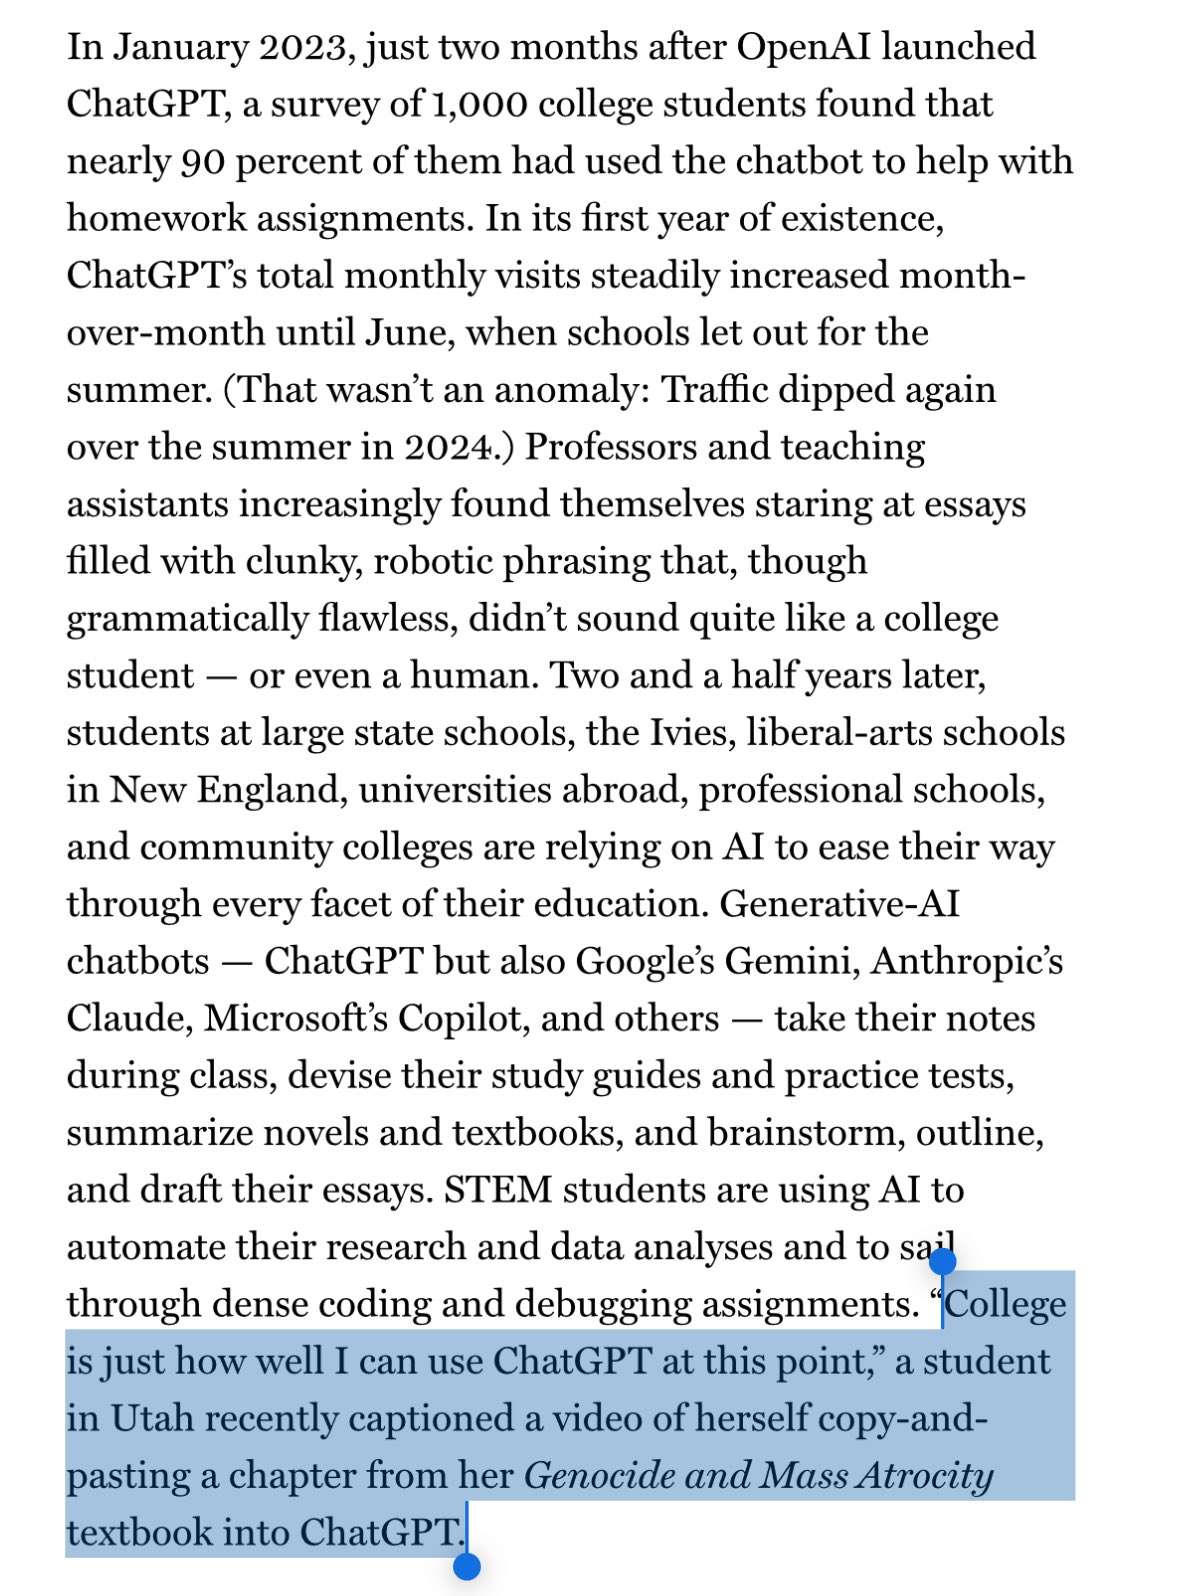 In January 2023, just two months after OpenAI launched
ChatGPT, a survey of 1,000 college students found that
nearly 90 percent of them had used the chatbot to help with
homework assignments. In its first year of existence,
ChatGPT’s total monthly visits steadily increased month-
over-month until June, when schools let out for the
summer. (That wasn’t an anomaly: Traffic dipped again
over the summer in 2024.) Professors and teaching
assistants increasingly found themselves staring at essays
filled with clunky, robotic phrasing that, though
grammatically flawless, didn’t sound quite like a college
student — or even a human. Two and a half years later,
students at large state schools, the Ivies, liberal-arts schools
in New England, universities abroad, professional schools,
and community colleges are relying on AI to ease their way
through every facet of their education. Generative-AI
chatbots — ChatGPT but also Google’s Gemini, Anthropic’s
Claude, Microsoft’s Copilot, and others — take their notes
during class, devise their study guides and practice tests,
summarize novels and textbooks, and brainstorm, outline,
and draft their essays. STEM students are using AI to
automate their research and data analyses and to sail
through dense coding and debugging assignments. “College
is just how well I can use ChatGPT at this point,” a student
in Utah recently captioned a video of herself copy-and-
pasting a chapter from her Genocide and Mass Atrocity
textbook into ChatGPT.